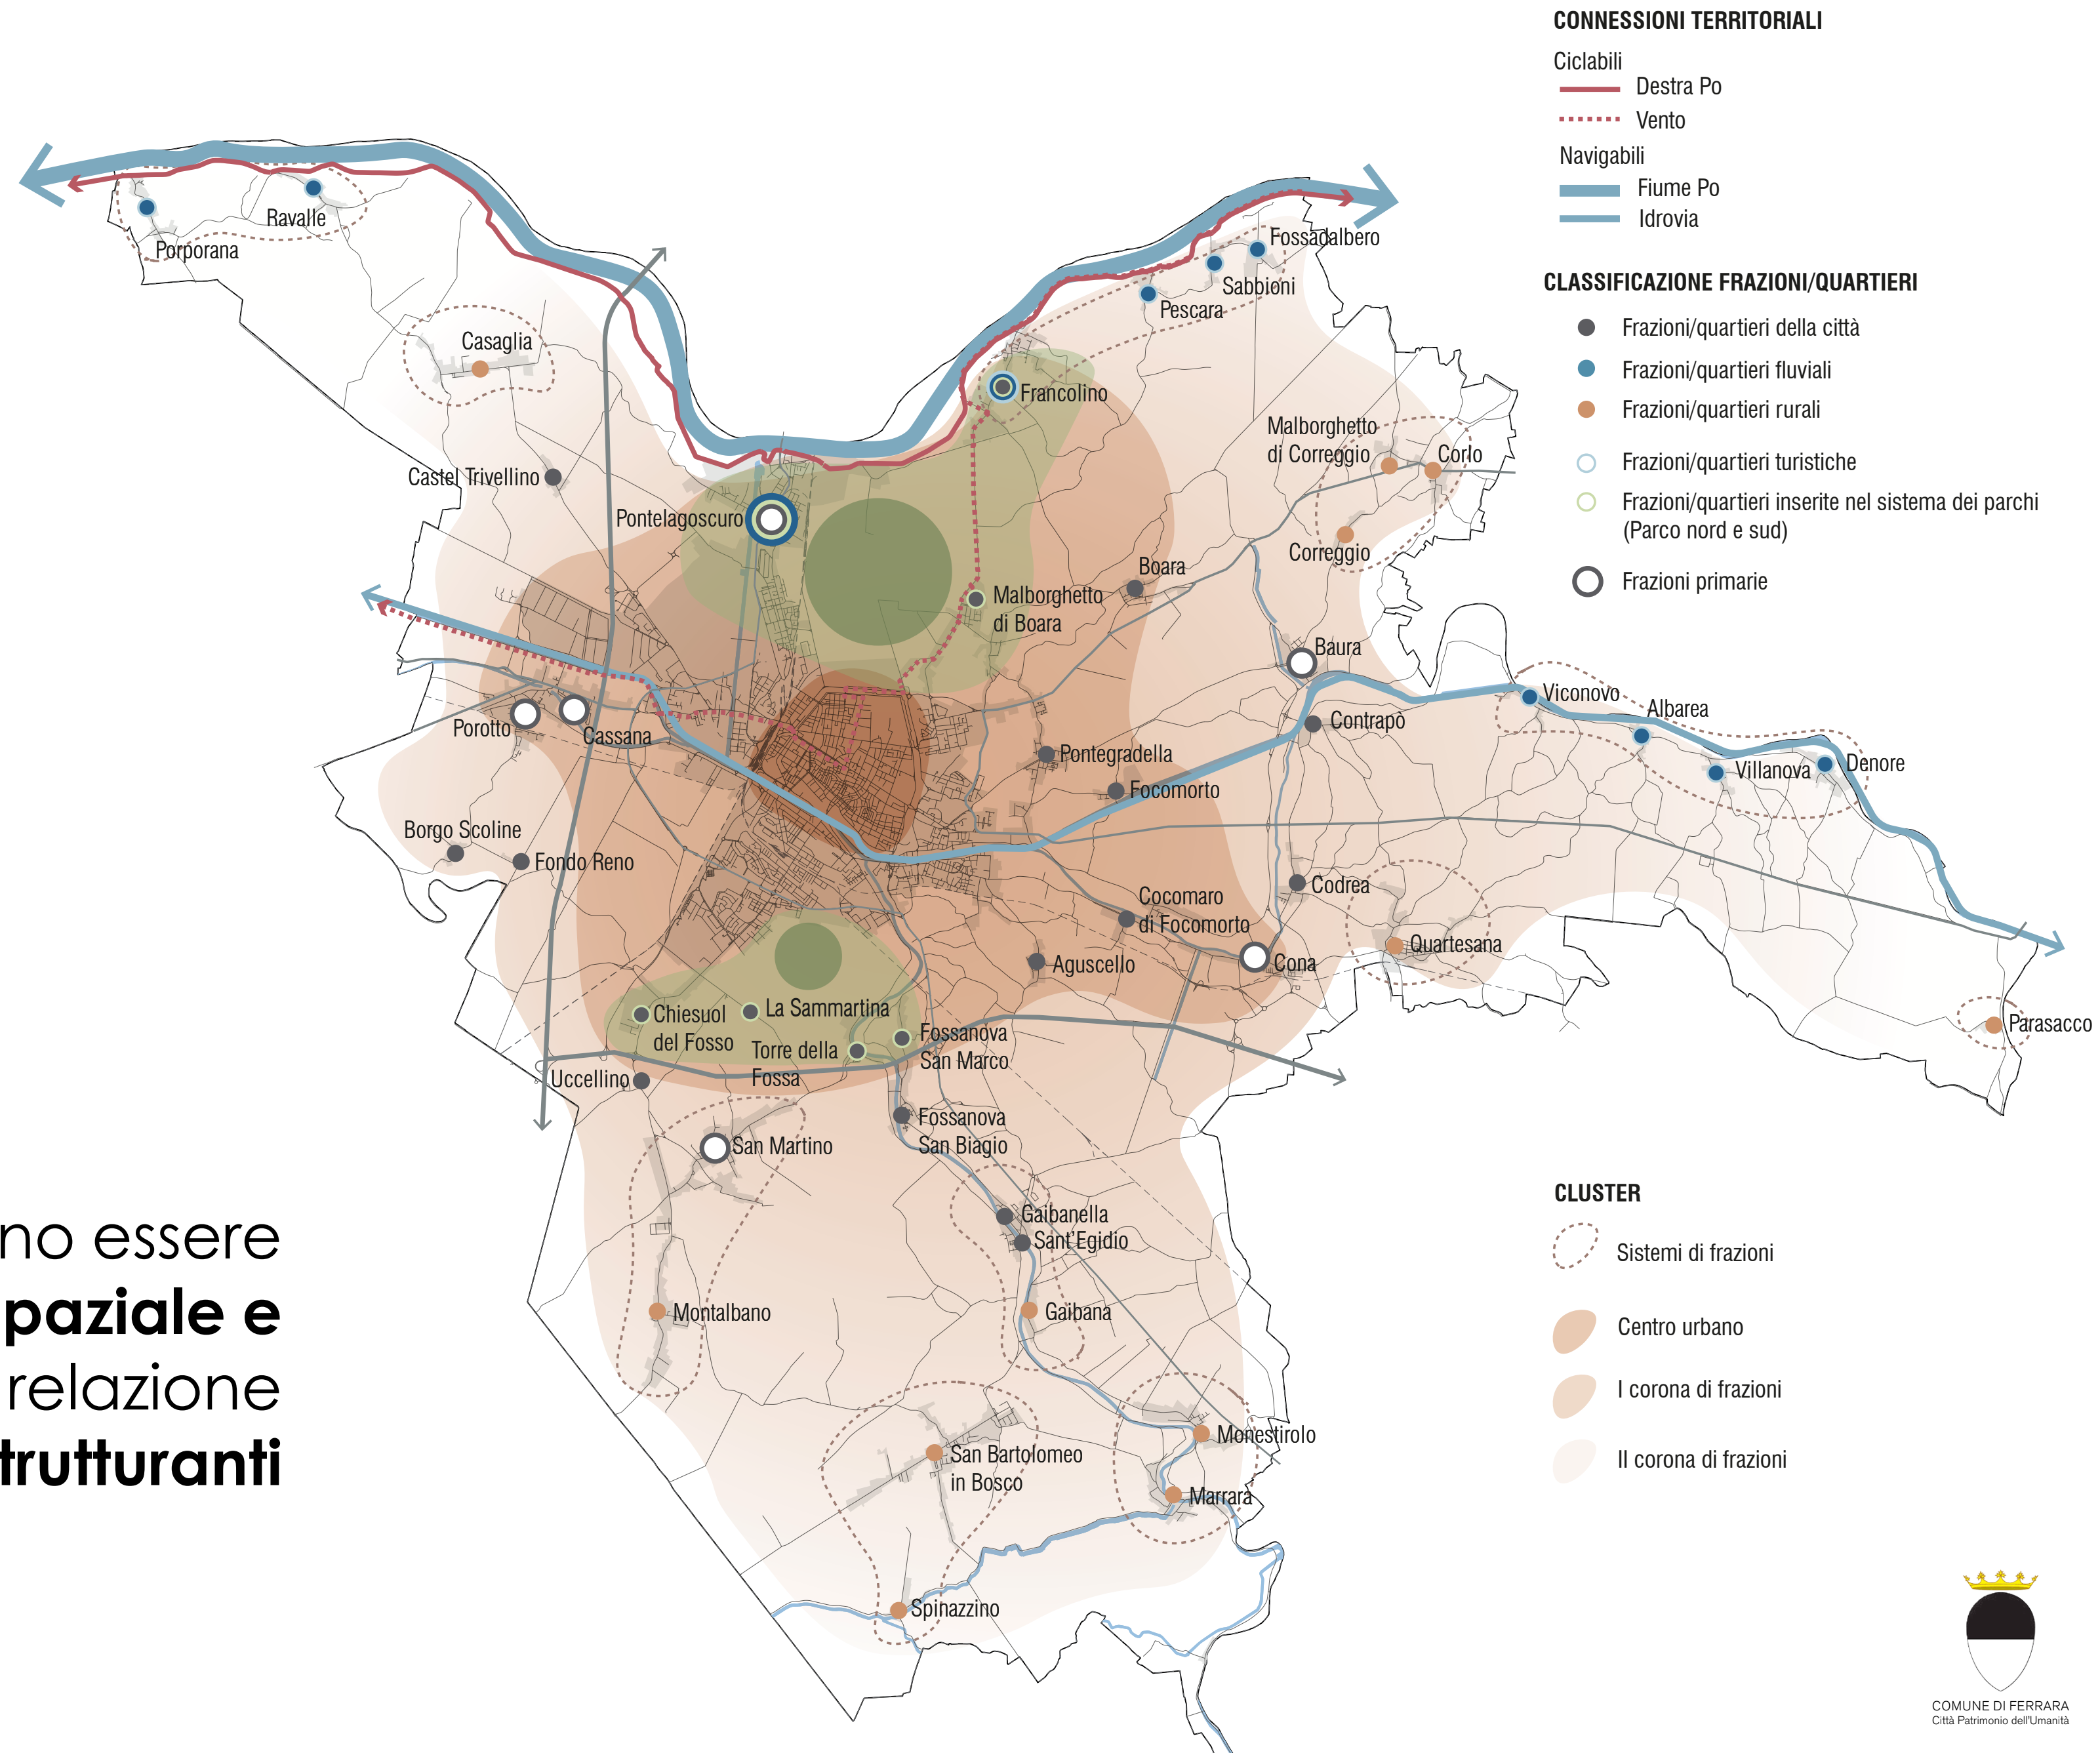 CONNESSIONI TERRITORIALI
Ciclabili
Destra Po
Vento
Navigabili
Fiume Po
Idrovia
CLASSIFICAZIONE FRAZIONI/QUARTIERI
Frazioni/quartieri della città
Frazioni/quartieri fluviali
Frazioni/quartieri rurali
Frazioni/quartieri turistiche
Frazioni/quartieri inserite nel sistema dei parchi
(Parco nord e sud)
Frazioni primarie
Ravalle
Porporana
Fossadalbero
Sabbioni
Pescara
Casaglia
Francolino
Malborghetto
di Correggio
Corlo
Castel Trivellino
Pontelagoscuro
Correggio
Boara
Malborghetto
di Boara
Baura
Viconovo
Albarea
Porotto
Cassana
Contrapò
Pontegradella
Villanova
Denore
Focomorto
Borgo Scoline
Fondo Reno
Codrea
Cocomaro
di Focomorto
Quartesana
Aguscello
Cona
Chiesuol
del Fosso
La Sammartina
Torre della
Fossa
Fossanova
San Marco
Parasacco
Uccellino
Fossanova
San Biagio
San Martino
Gaibanella
Sant'Egidio
Montalbano
Gaibana
Monestirolo
San Bartolomeo
in Bosco
Marrara
Spinazzino
no essere
paziale e
relazione
trutturanti
CLUSTER
Sistemi di frazioni
Centro urbano
I corona di frazioni
II corona di frazioni
COMUNE DI FERRARA
Città Patrimonio dell'Umanità